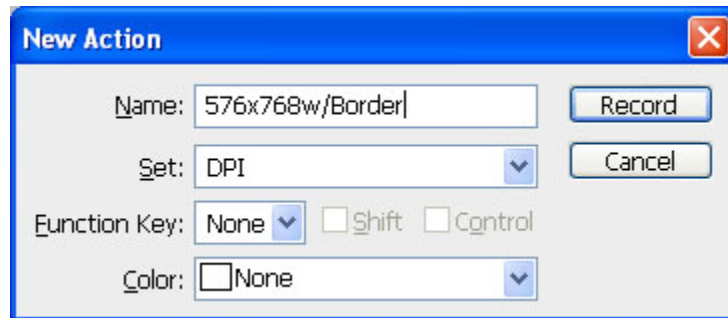 New Action
Name: 576x768w/Border Record
Set: DPI Cancel
Function Key: None Shift Control
Color: None